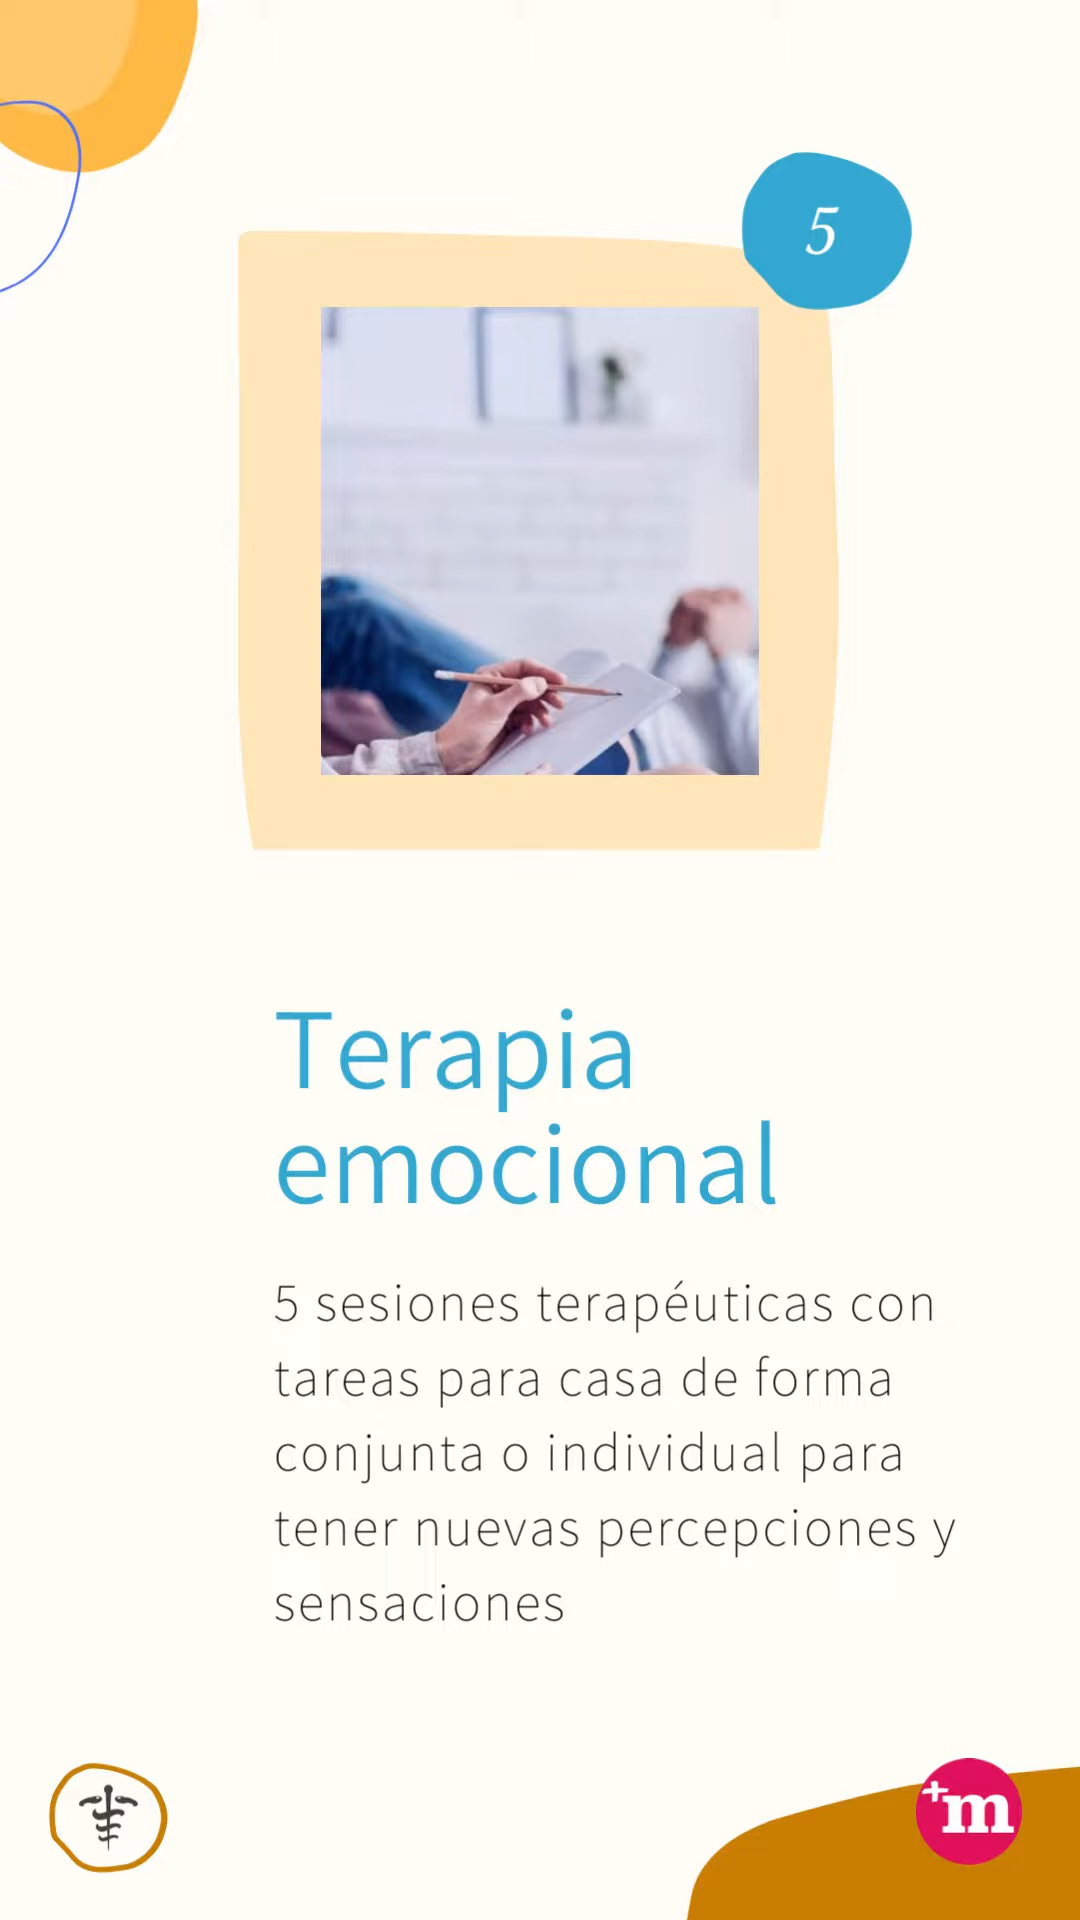 5
Terapia
emocional
5 sesiones terapéuticas con
tareas para casa de forma
conjunta o individual para
tener nuevas percepciones y
sensaciones
+m